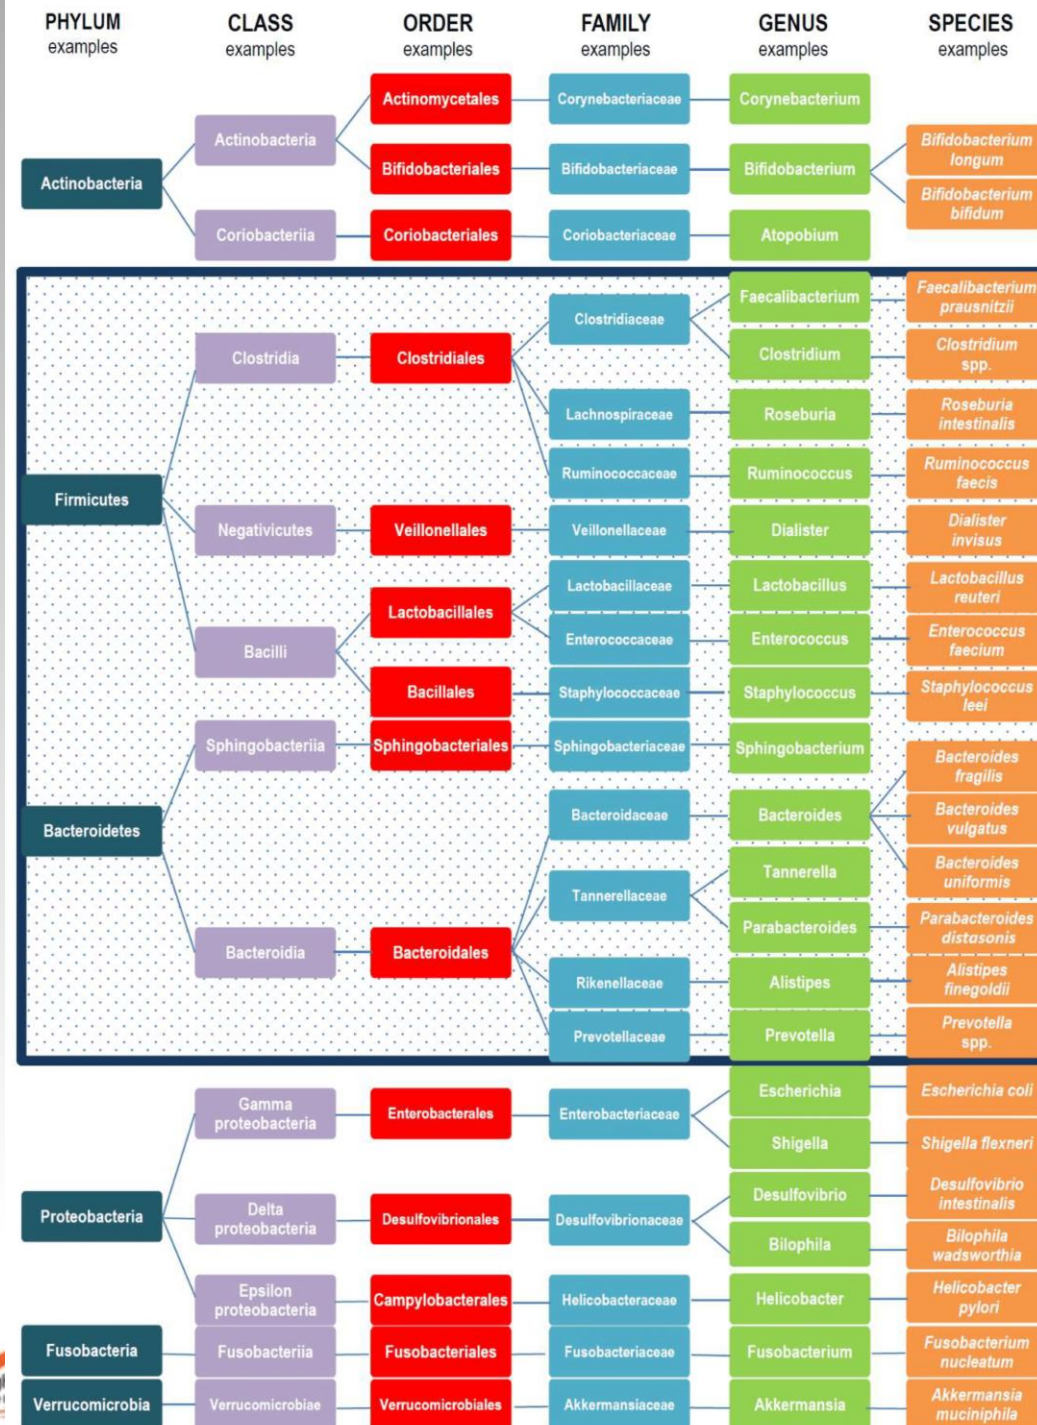 PHYLUM
examples
CLASS
examples
ORDER
examples
FAMILY
examples
GENUS
examples
SPECIES
examples
Actinobacteria
Actinobacteria
Actinomycetales
Corynebacteriaceae
Corynebacterium
Bifidobacteriales
Bifidobacteriaceae
Bifidobacterium
Bifidobacterium
longum
Bifidobacterium
bifidum
Coriobacteriia
Coriobacteriales
Coriobacteriaceae
Atopobium
Firmicutes
Clostridia
Clostridiales
Clostridiaceae
Faecalibacterium
Faecalibacterium
prausnitzii
Clostridium
Clostridium
spp.
Lachnospiraceae
Roseburia
Roseburia
intestinalis
Ruminococcaceae
Ruminococcus
Ruminococcus
faecis
Negativicutes
Veillonellales
Veillonellaceae
Dialister
Dialister
invisus
Bacilli
Lactobacillales
Lactobacillaceae
Lactobacillus
Lactobacillus
reuteri
Enterococcaceae
Enterococcus
Enterococcus
faecium
Bacillales
Staphylococcaceae
Staphylococcus
Staphylococcus
leei
Bacteroidetes
Sphingobacteriia
Sphingobacteriales
Sphingobacteriaceae
Sphingobacterium
Bacteroidia
Bacteroidales
Bacteroidaceae
Bacteroides
Bacteroides
fragilis
Bacteroides
vulgatus
Bacteroides
uniformis
Tannerellaceae
Tannerella
Parabacteroides
Parabacteroides
distasonis
Rikenellaceae
Alistipes
Alistipes
finegoldii
Prevotellaceae
Prevotella
Prevotella
spp.
Proteobacteria
Gamma
proteobacteria
Enterobacterales
Enterobacteriaceae
Escherichia
Escherichia coli
Shigella
Shigella flexneri
Delta
proteobacteria
Desulfovibrionales
Desulfovibrionaceae
Desulfovibrio
Desulfovibrio
intestinalis
Bilophila
Bilophila
wadsworthia
Epsilon
proteobacteria
Campylobacterales
Helicobacteraceae
Helicobacter
Helicobacter
pylori
Fusobacteria
Fusobacteriia
Fusobacteriales
Fusobacteriaceae
Fusobacterium
Fusobacterium
nucleatum
Verrucomicrobia
Verrucomicrobiae
Verrucomicrobiales
Akkermansiaceae
Akkermansia
Akkermansia
muciniphila